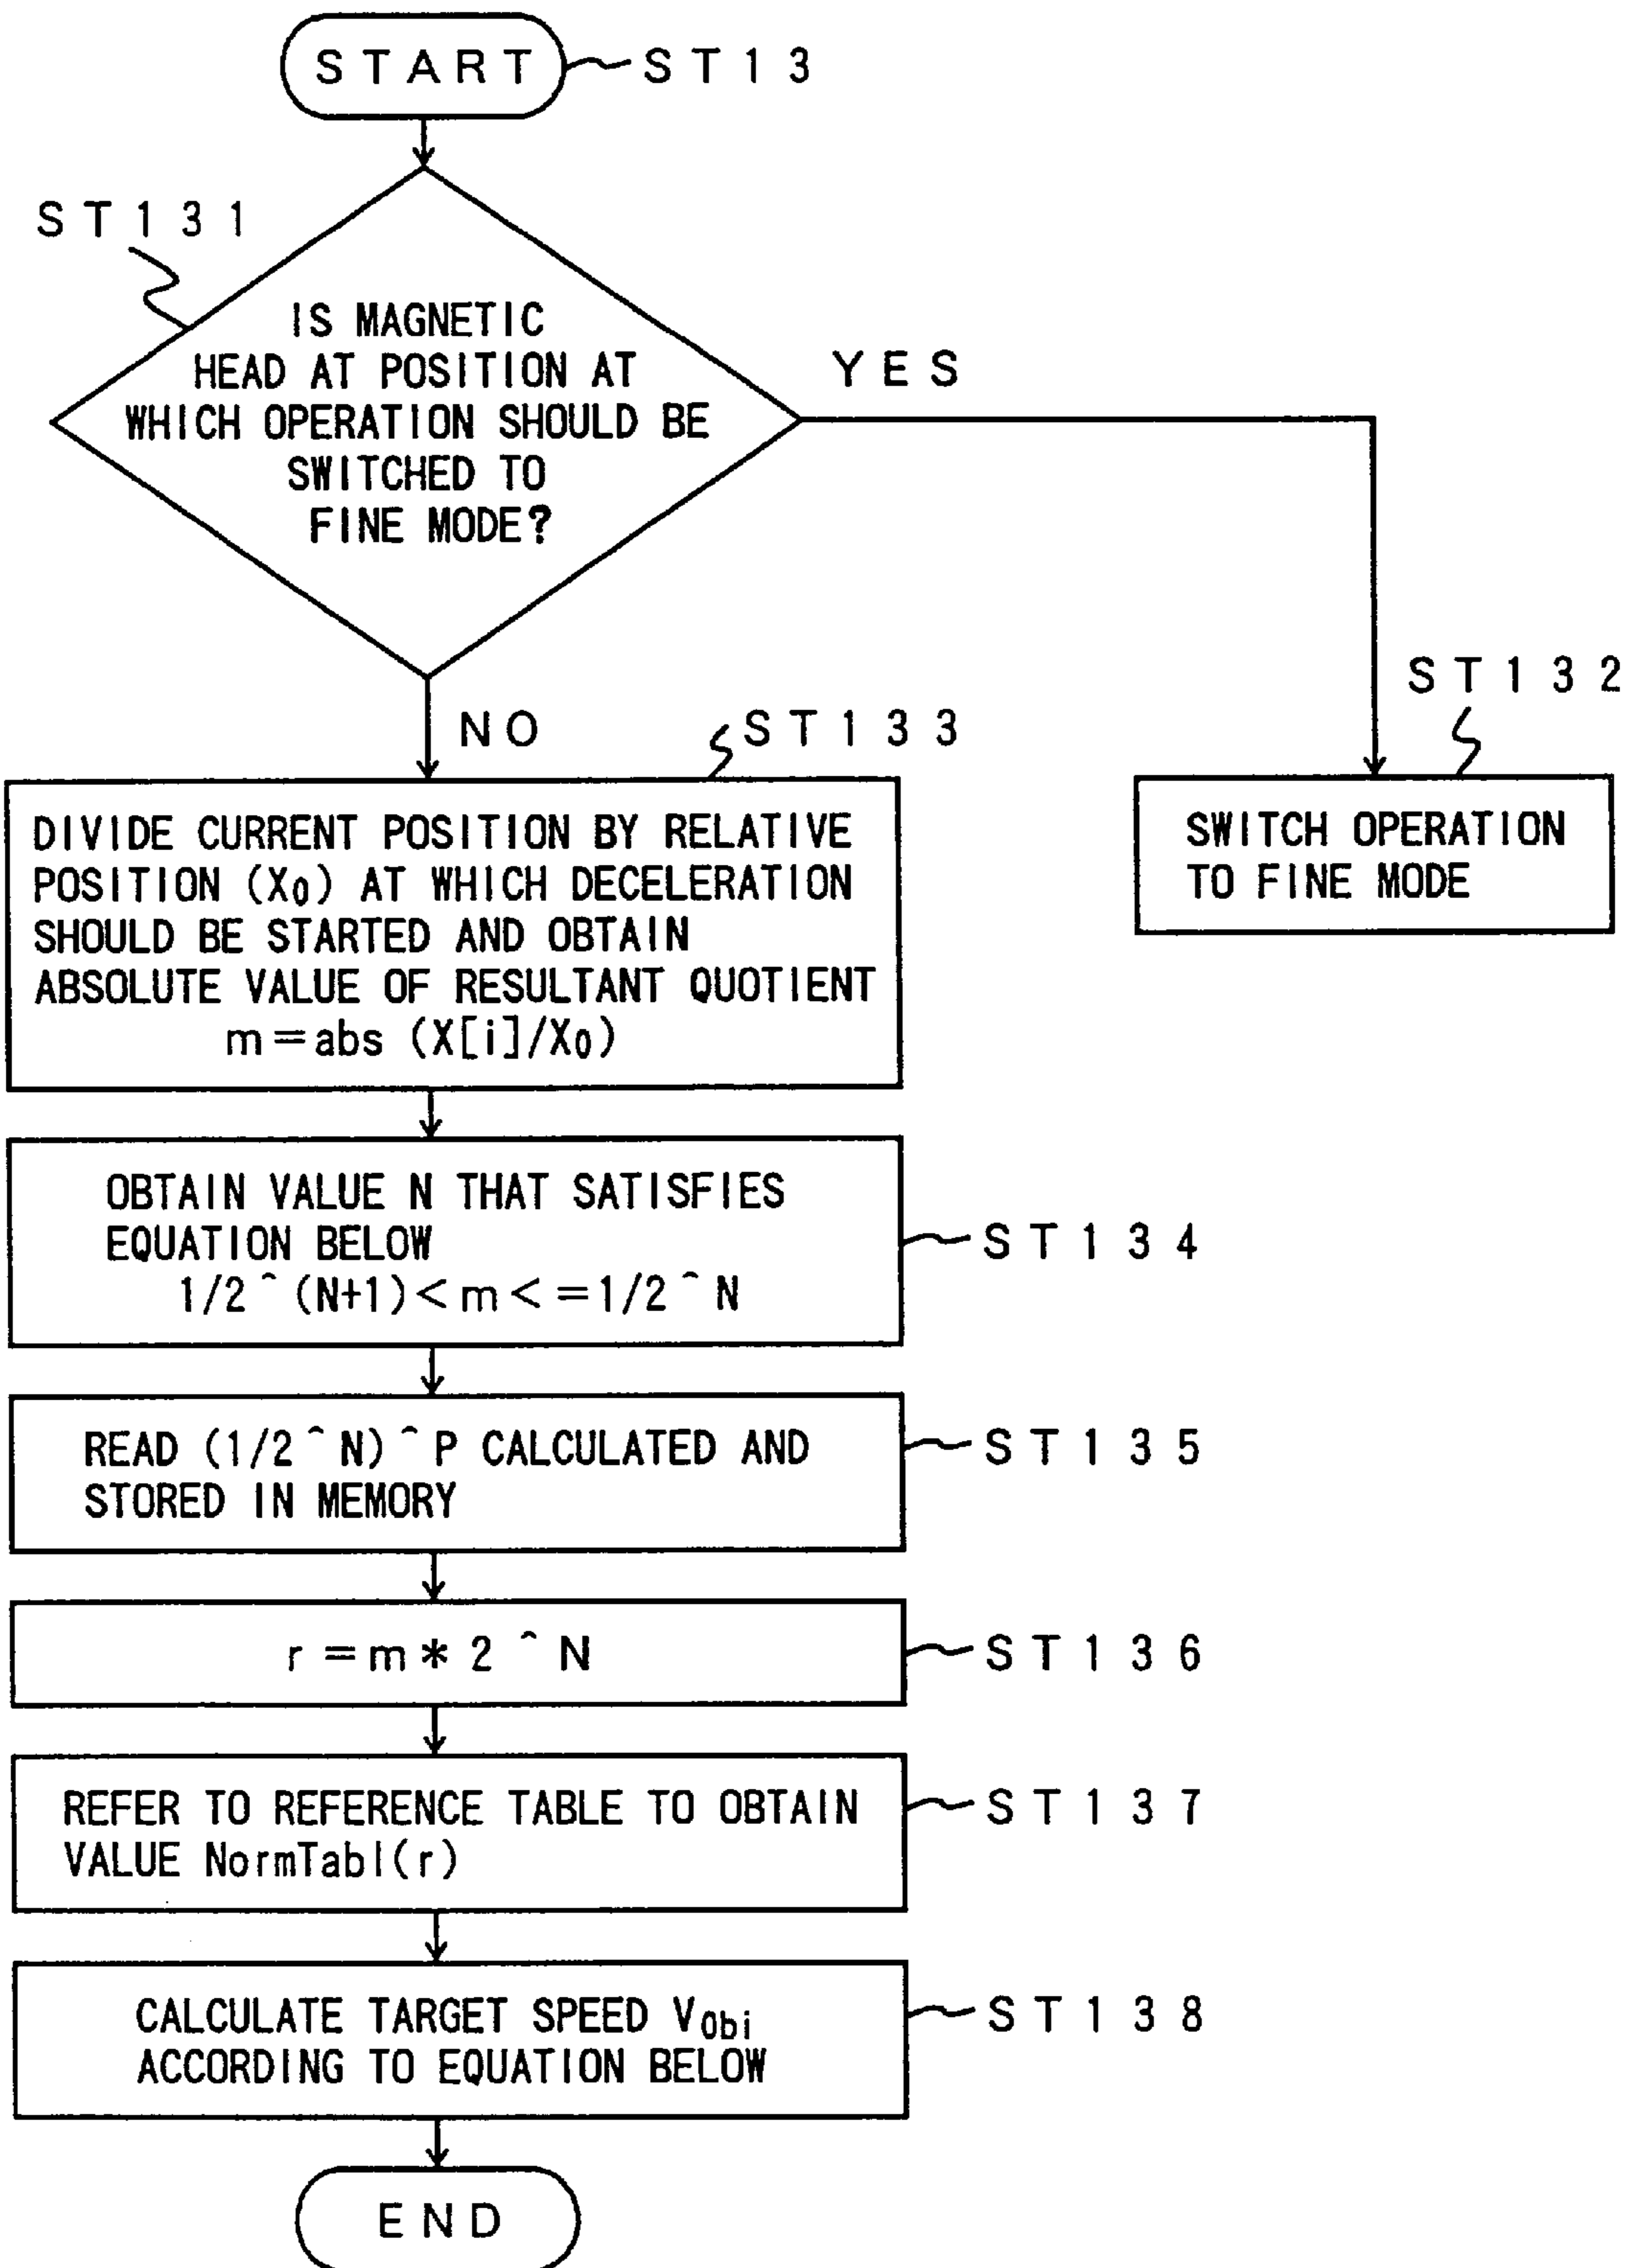 START
ST13
ST131
IS MAGNETIC
HEAD AT POSITION AT
WHICH OPERATION SHOULD BE
SWITCHED TO
FINE MODE?
YES
NO
ST132
SWITCH OPERATION
TO FINE MODE
ST133
DIVIDE CURRENT POSITION BY RELATIVE
POSITION (X₀) AT WHICH DECELERATION
SHOULD BE STARTED AND OBTAIN
ABSOLUTE VALUE OF RESULTANT QUOTIENT
m=abs (X[i]/X₀)
OBTAIN VALUE N THAT SATISFIES
EQUATION BELOW
1/2^(N+1)<m<=1/2^N
ST134
READ (1/2^N)^P CALCULATED AND
STORED IN MEMORY
ST135
r=m*2^N
ST136
REFER TO REFERENCE TABLE TO OBTAIN
VALUE NormTabl(r)
ST137
CALCULATE TARGET SPEED V0bi
ACCORDING TO EQUATION BELOW
ST138
END